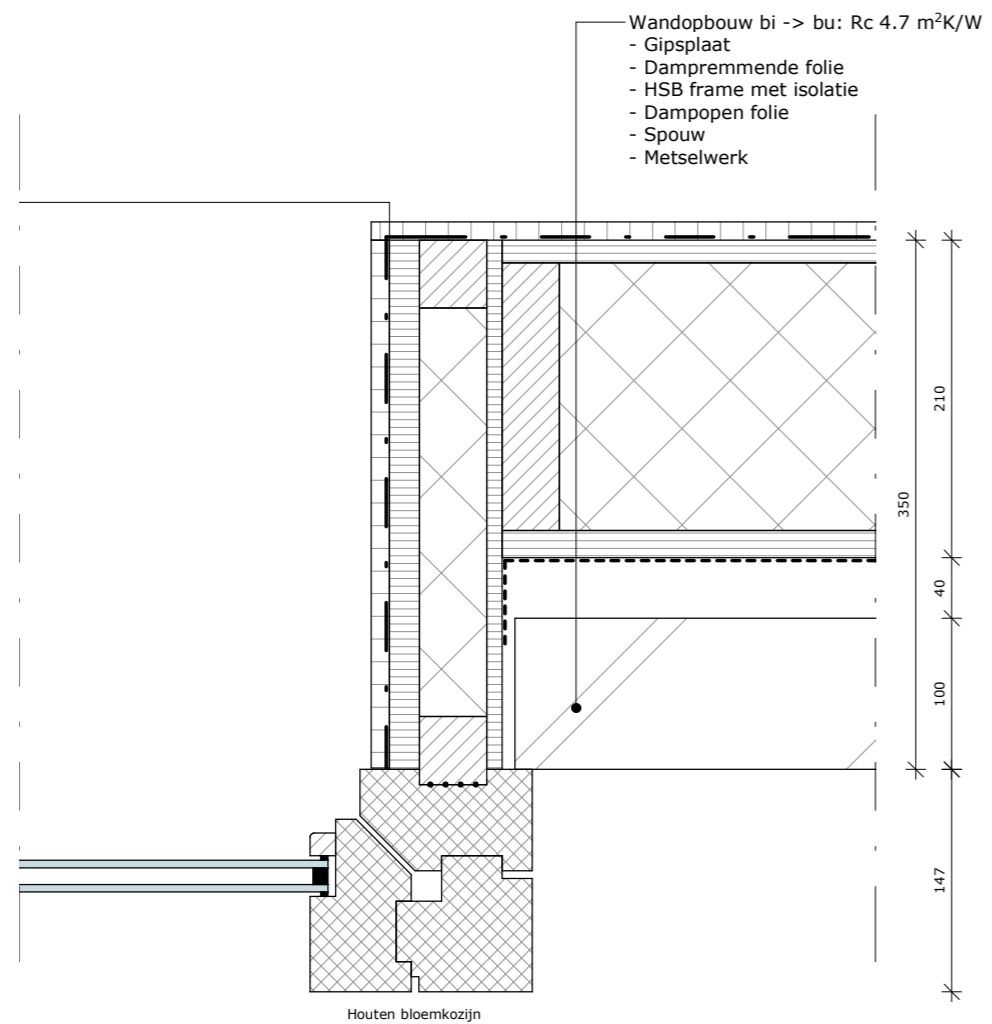 Wandopbouw bi -> bu: Rc 4.7 m²K/W
- Gipsplaat
- Dampremmende folie
- HSB frame met isolatie
- Dampopen folie
- Spouw
- Metselwerk
210
350
40
100
147
Houten bloemkozijn